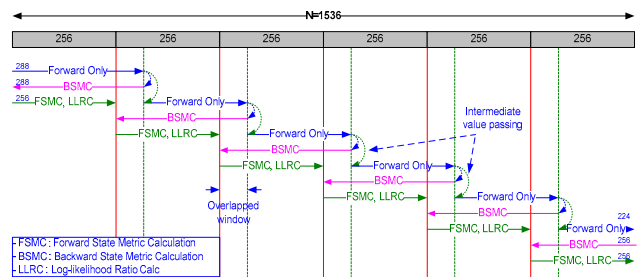 N=1536
256 256 256 256 256 256
288 Forward Only
288 BSMC
256 FSMC, LLRC
Forward Only
BSMC
FSMC, LLRC
Forward Only
BSMC
FSMC, LLRC
Intermediate
value passing
Forward Only
BSMC
FSMC, LLRC
Overlapped
window
Forward Only
BSMC
FSMC, LLRC
224
Forward Only
BSMC 256
FSMC, LLRC 256
FSMC : Forward State Metric Calculation
BSMC : Backward State Metric Calculation
LLRC : Log-likelihood Ratio Calc